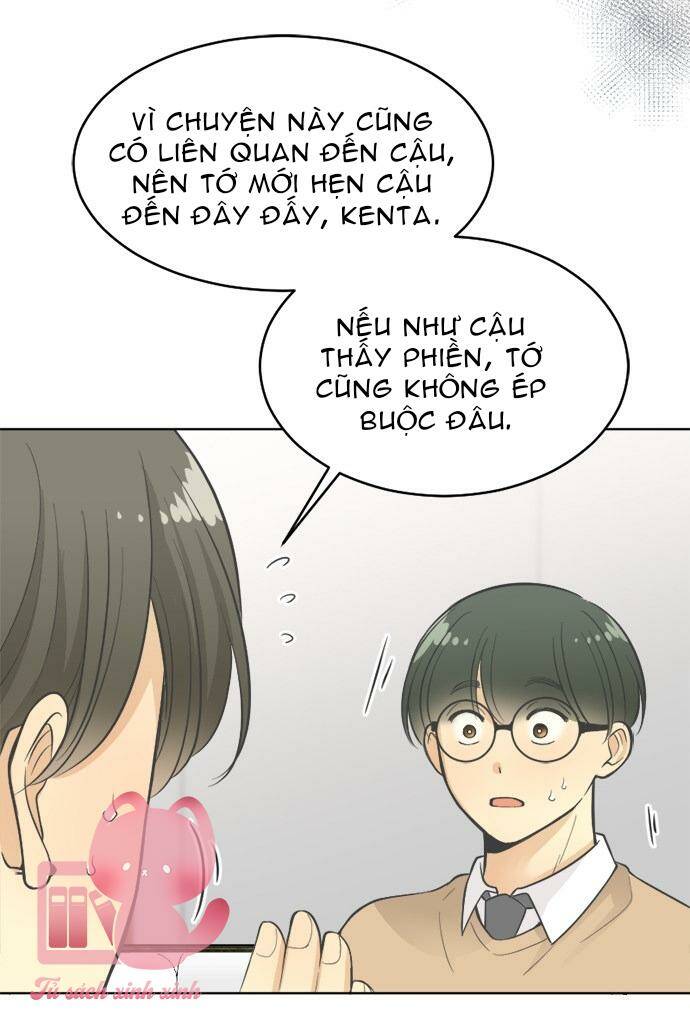 VÌ CHUYỆN NÀY CŨNG
CÓ LIÊN QUAN ĐẾN CẬU,
NÊN TỚ MỚI HẸN CẬU
ĐẾN ĐÂY ĐẤY, KENTA.
NẾU NHƯ CẬU
THẤY PHIỀN, TỚ
CŨNG KHÔNG ÉP
BUỘC ĐÂU.
Tủ sách xinh xinh